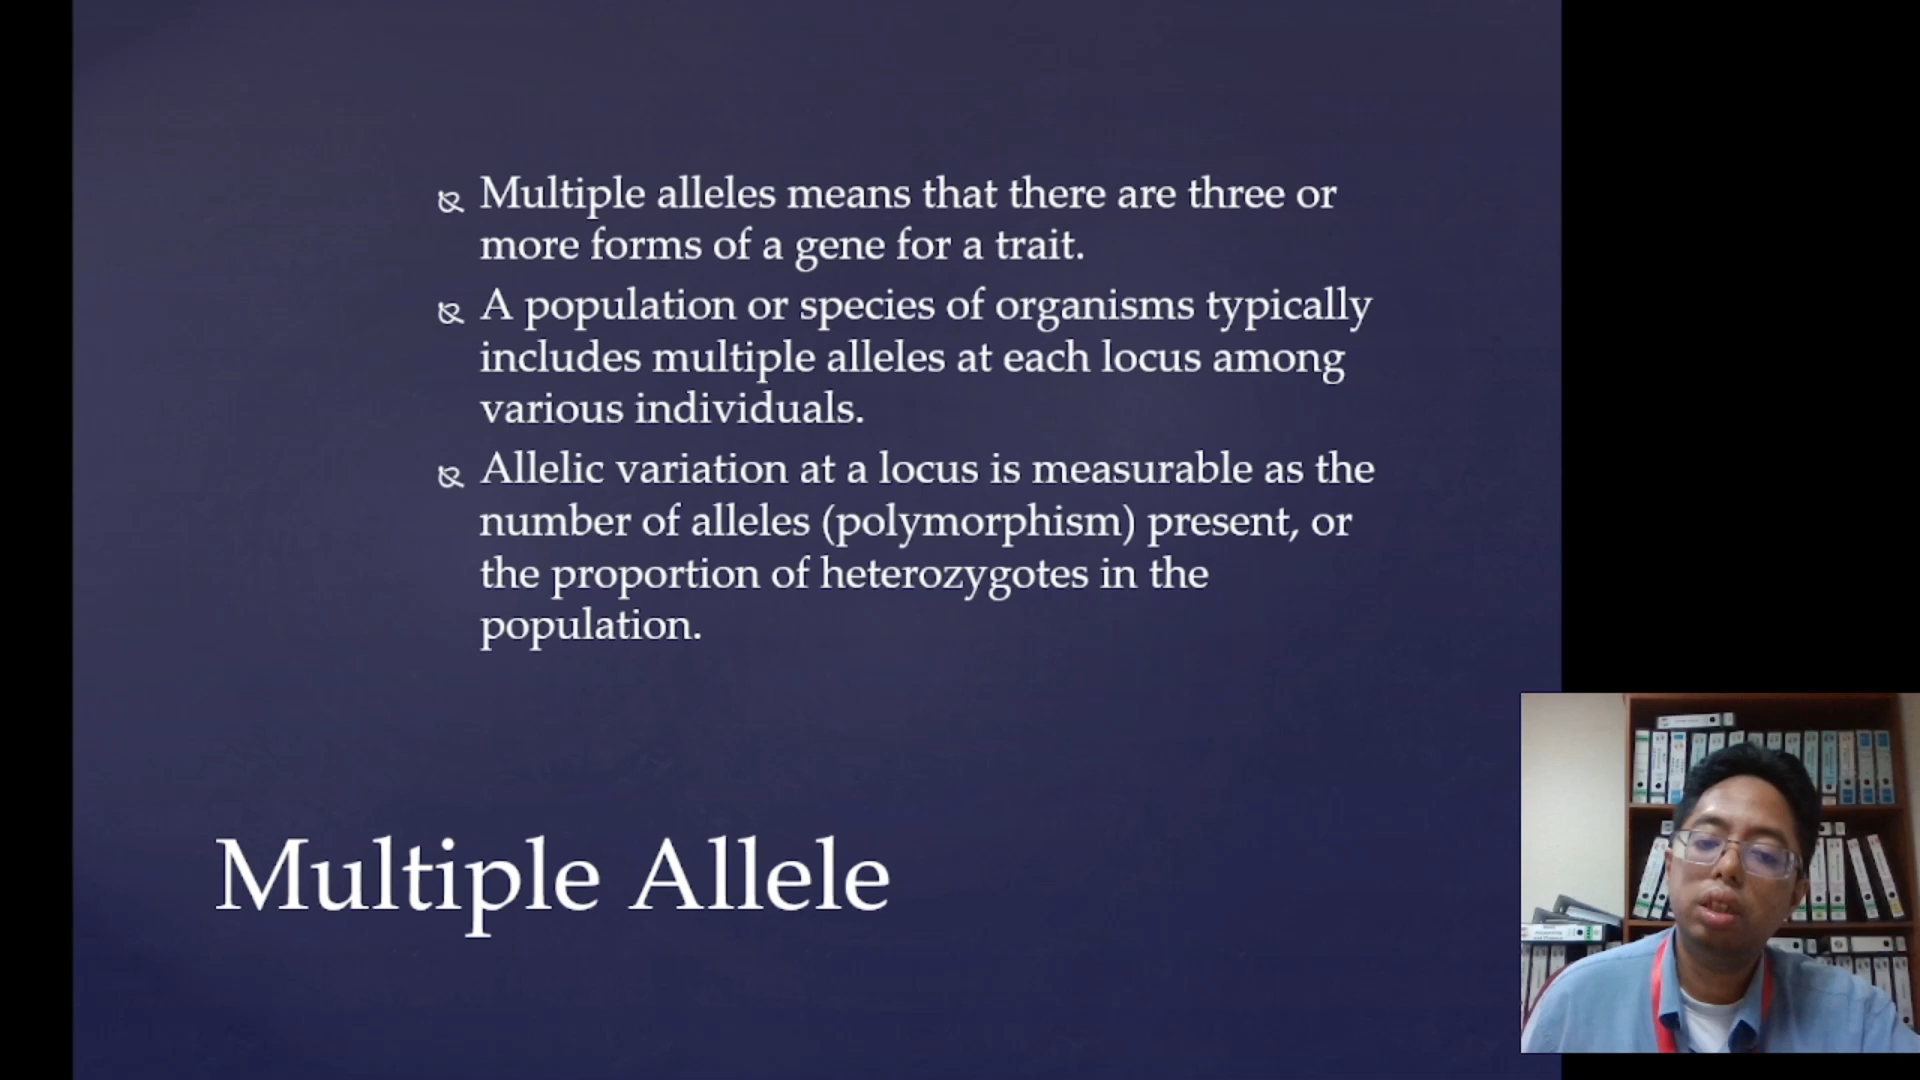 Multiple alleles means that there are three or
more forms of a gene for a trait.
A population or species of organisms typically
includes multiple alleles at each locus among
various individuals.
Allelic variation at a locus is measurable as the
number of alleles (polymorphism) present, or
the proportion of heterozygotes in the
population.
Multiple Allele